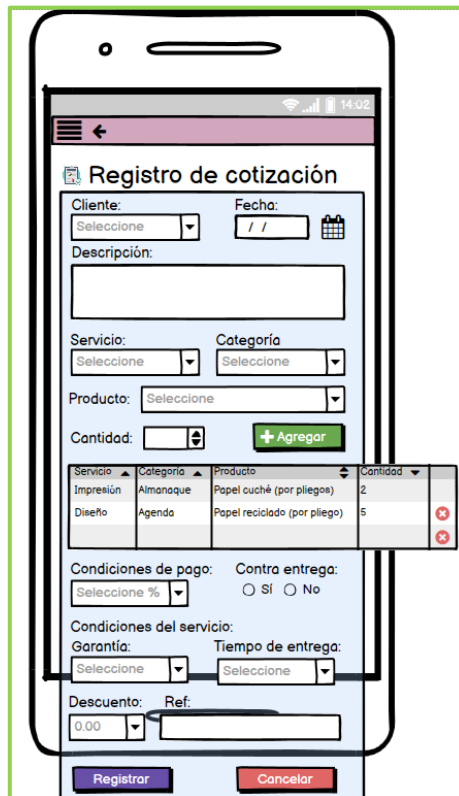 14:02
Registro de cotización
Cliente: Fecha:
Seleccione / /
Descripción:
Servicio: Categoría
Seleccione Seleccione
Producto: Seleccione
Cantidad: + Agregar
Servicio Categoría Producto Cantidad
Impresión Almanaque Papel cuché (por pliegos) 2
Diseño Agenda Papel reciclado (por pliego) 5
Condiciones de pago: Contra entrega:
Seleccione % Sí No
Condiciones del servicio:
Garantía: Tiempo de entrega:
Seleccione Seleccione
Descuento: Ref:
0.00
Registrar Cancelar